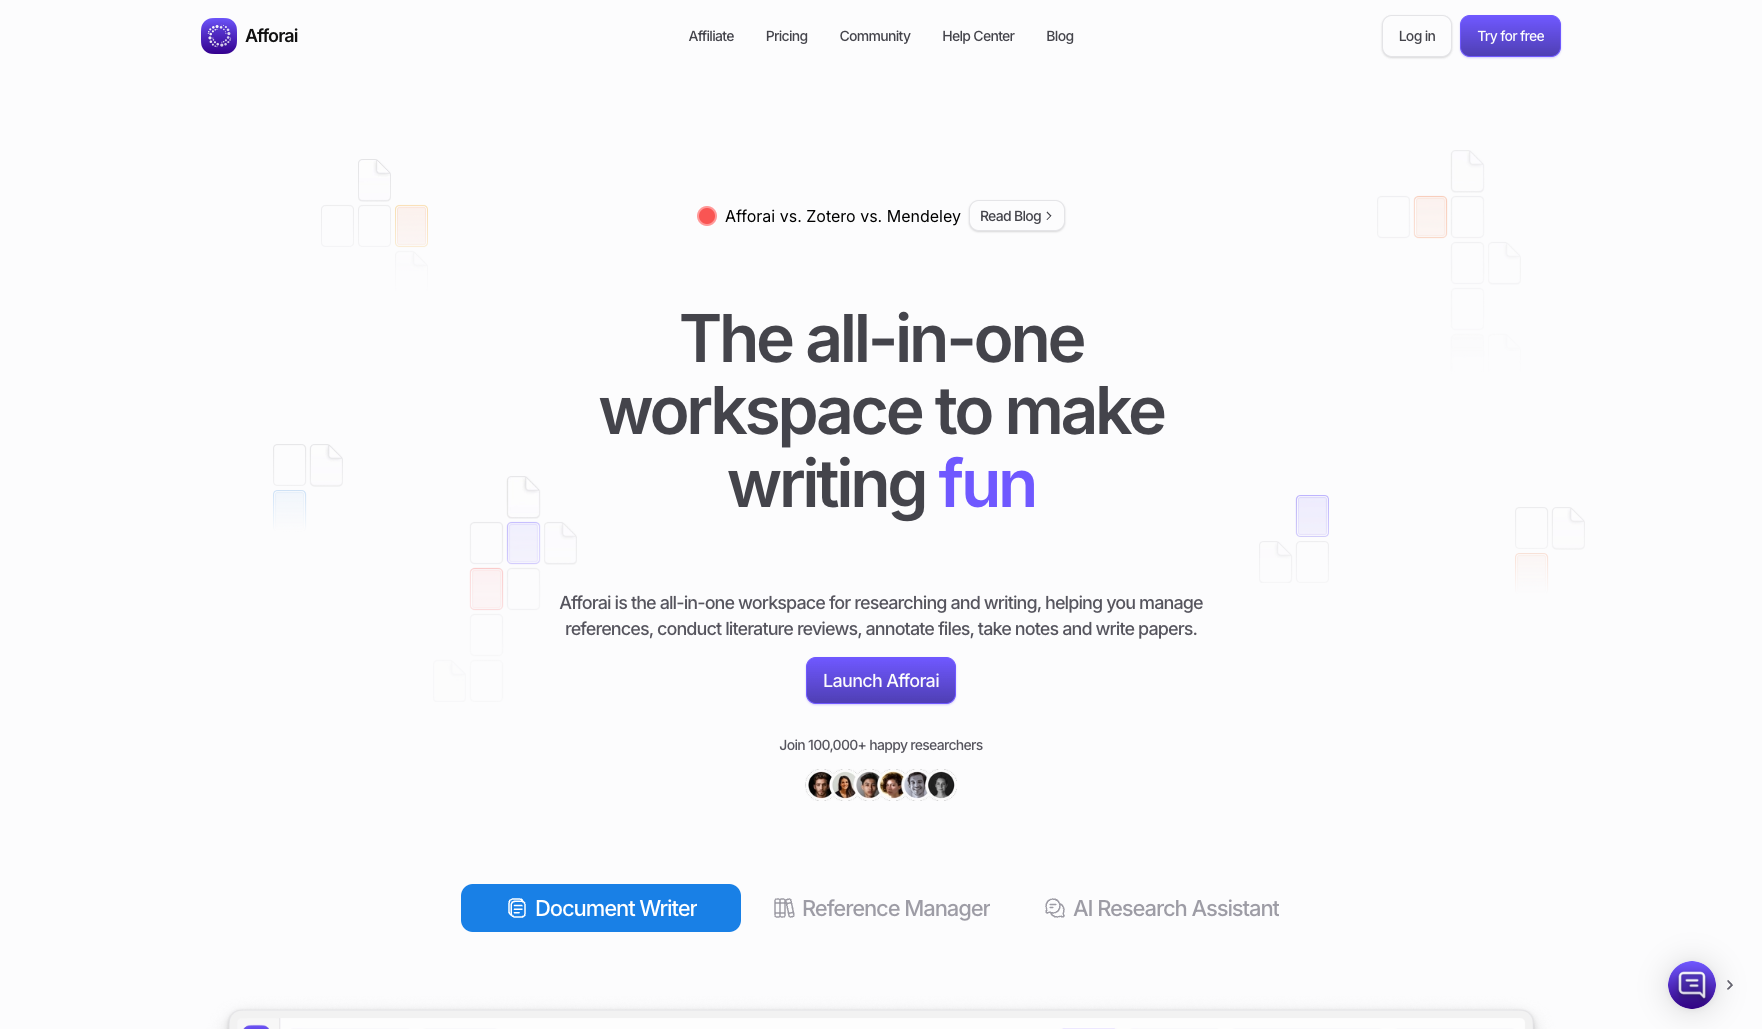 Afforai
Affiliate
Pricing
Community
Help Center
Blog
Log in
Try for free
Afforai vs. Zotero vs. Mendeley
Read Blog
The all-in-one
workspace to make
writing fun
Afforai is the all-in-one workspace for researching and writing, helping you manage
references, conduct literature reviews, annotate files, take notes and write papers.
Launch Afforai
Join 100,000+ happy researchers
Document Writer
Reference Manager
AI Research Assistant